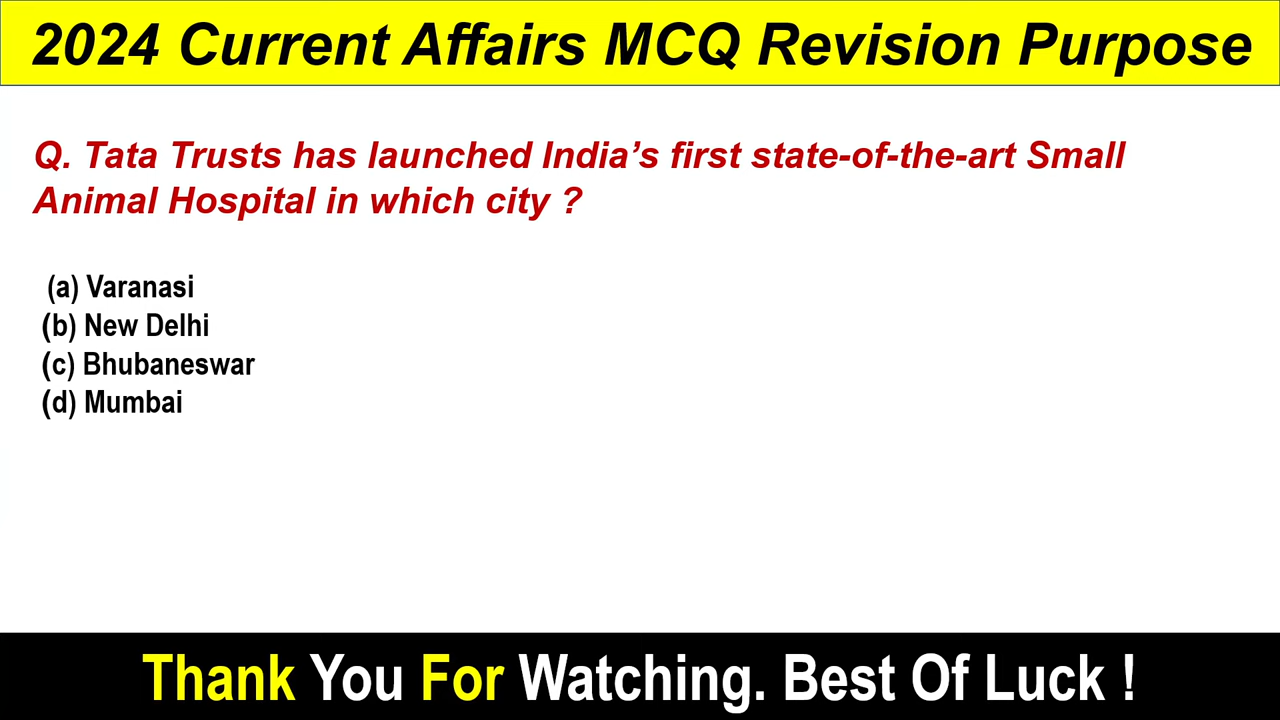 2024 Current Affairs MCQ Revision Purpose
Q. Tata Trusts has launched India’s first state-of-the-art Small
Animal Hospital in which city ?
(a) Varanasi
(b) New Delhi
(c) Bhubaneswar
(d) Mumbai
Thank You For Watching. Best Of Luck !